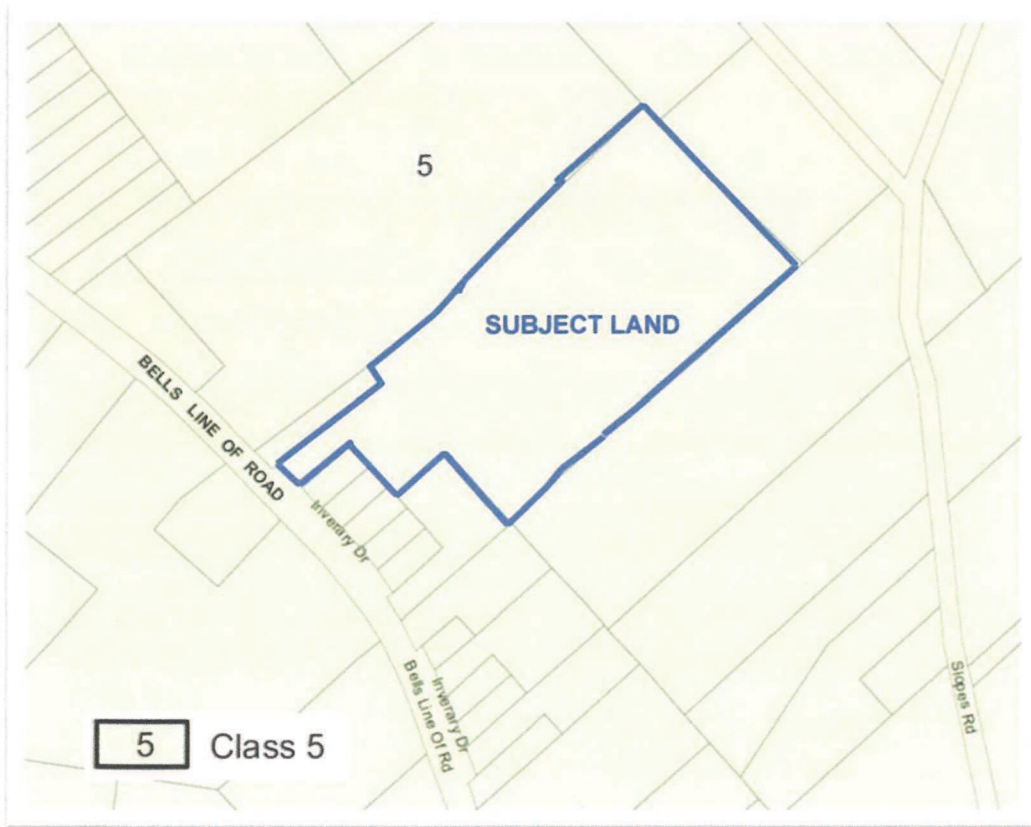 5
SUBJECT LAND
BELLS LINE OF ROAD
Inverary Dr
Inverary Dr
Bells Line Of Rd
Slopes Rd
5 Class 5